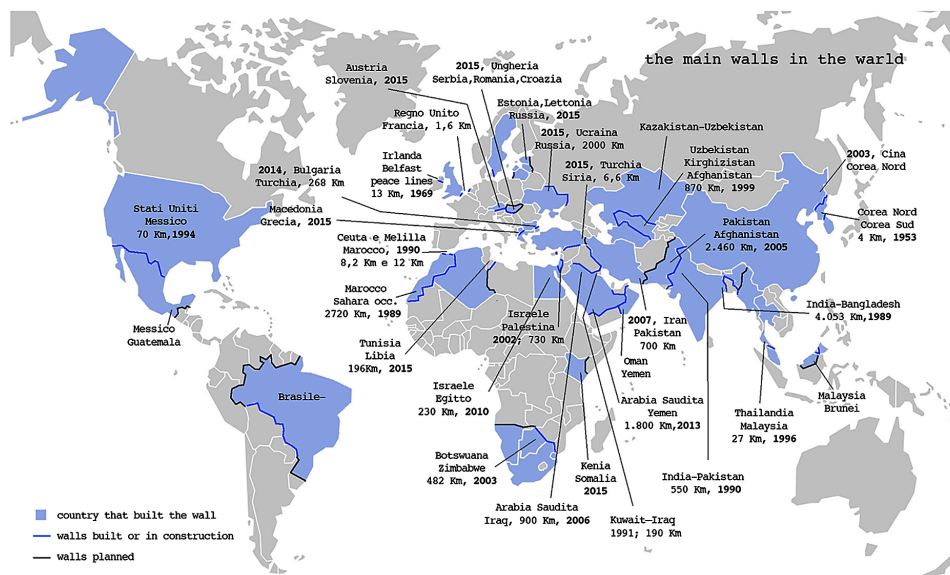 the main walls in the warld
Austria
Slovenia, 2015
2015, Ungheria
Serbia,Romania,Croazia
Regno Unito
Francia, 1,6 Km
Estonia,Lettonia
Russia, 2015
2015, Ucraina
Russia, 2000 Km
Kazakistan-Uzbekistan
Uzbekistan
Kirghizistan
Afghanistan
870 Km, 1999
2003, Cina
Corea Nord
Irlanda
Belfast
peace lines
13 Km, 1969
2014, Bulgaria
Turchia, 268 Km
2015, Turchia
Siria, 6,6 Km
Stati Uniti
Messico
70 Km,1994
Macedonia
Grecia, 2015
Pakistan
Afghanistan
2.460 Km, 2005
Corea Nord
Corea Sud
4 Km, 1953
Ceuta e Melilla
Marocco, 1990
8,2 Km e 12 Km
Marocco
Sahara occ.
2720 Km, 1989
Israele
Palestina
2002; 730 Km
2007, Iran
Pakistan
700 Km
India-Bangladesh
4.053 Km,1989
Messico
Guatemala
Tunisia
Libia
196Km, 2015
Oman
Yemen
Israele
Egitto
230 Km, 2010
Brasile-
Arabia Saudita
Yemen
1.800 Km,2013
Malaysia
Brunei
Thailandia
Malaysia
27 Km, 1996
Botswuana
Zimbabwe
482 Km, 2003
Kenia
Somalia
2015
India-Pakistan
550 Km, 1990
Arabia Saudita
Iraq, 900 Km, 2006
Kuwait-Iraq
1991; 190 Km
country that built the wall
walls built or in construction
walls planned